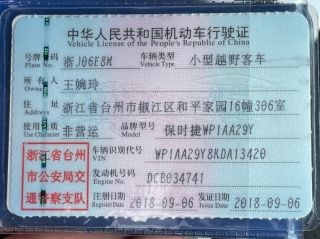 中华人民共和国机动车行驶证
Vehicle License of the People's Republic of China
号牌号码 浙J06E8M 车辆类型 小型越野客车
Plate No. Vehicle Type
所有人 王婉玲
Owner
住址 浙江省台州市椒江区和平家园16幢306室
Address
使用性质 非营运 品牌型号 保时捷WP1AA29Y
Use Character Model
浙江省台
州市公安局交
通警察支队
车辆识别代号 WP1AA29Y8KDA13420
VIN
发动机号码 DCB034741
Engine No.
注册日期 2018-09-06 发证日期 2018-09-06
Register Date Issue Date